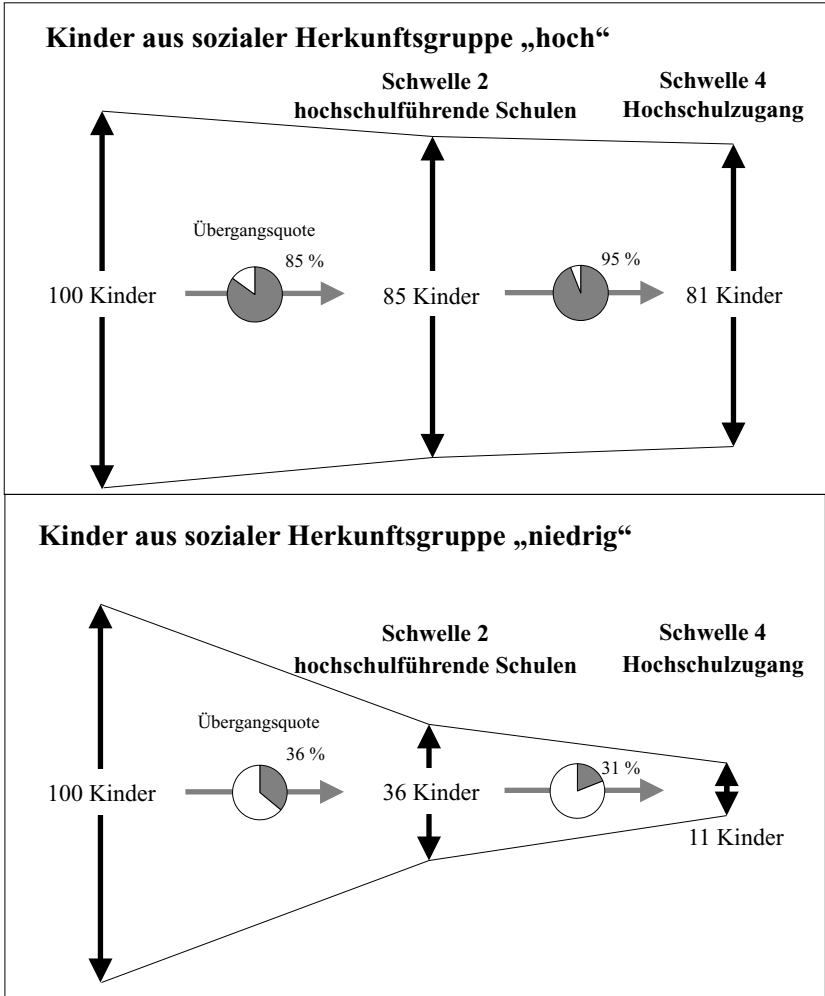 Kinder aus sozialer Herkunftsgruppe „hoch“
Schwelle 2
hochschulführende Schulen
Schwelle 4
Hochschulzugang
Übergangsquote
85 %
95 %
100 Kinder
85 Kinder
81 Kinder
Kinder aus sozialer Herkunftsgruppe „niedrig“
Schwelle 2
hochschulführende Schulen
Schwelle 4
Hochschulzugang
Übergangsquote
36 %
31 %
100 Kinder
36 Kinder
11 Kinder